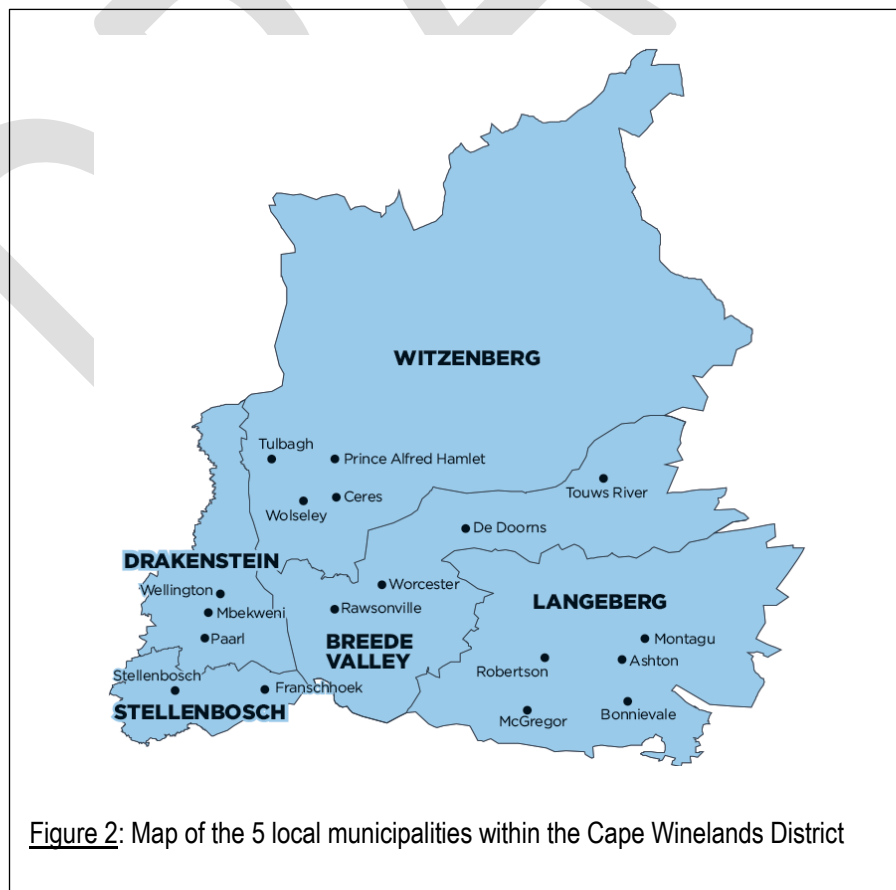 WITZENBERG
Tulbagh
Prince Alfred Hamlet
Ceres
Wolseley
Touws River
De Doorns
DRAKENSTEIN
Wellington
Mbekweni
Paarl
Worcester
Rawsonville
BREEDE
VALLEY
LANGEBERG
Montagu
Ashton
Robertson
McGregor
Bonnievale
Stellenbosch
Franschhoek
STELLENBOSCH
Figure 2: Map of the 5 local municipalities within the Cape Winelands District